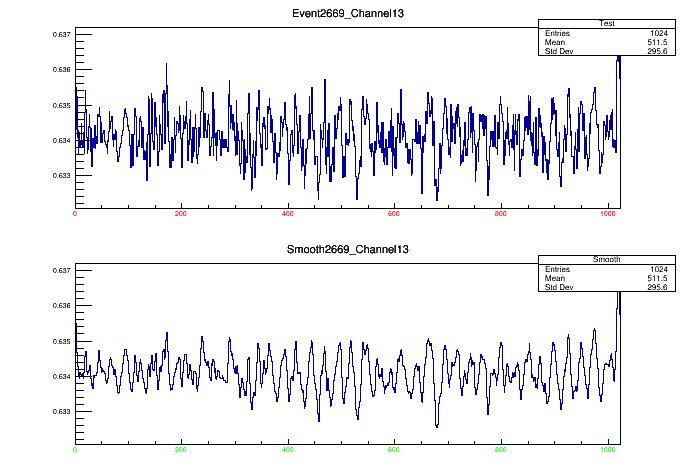 Event2669_Channel13
Test
Entries 1024
Mean 511.5
Std Dev 295.6
0.637
0.636
0.635
0.634
0.633
0 200 400 600 800 1000
Smooth2669_Channel13
Smooth
Entries 1024
Mean 511.5
Std Dev 295.6
0.637
0.636
0.635
0.634
0.633
0 200 400 600 800 1000